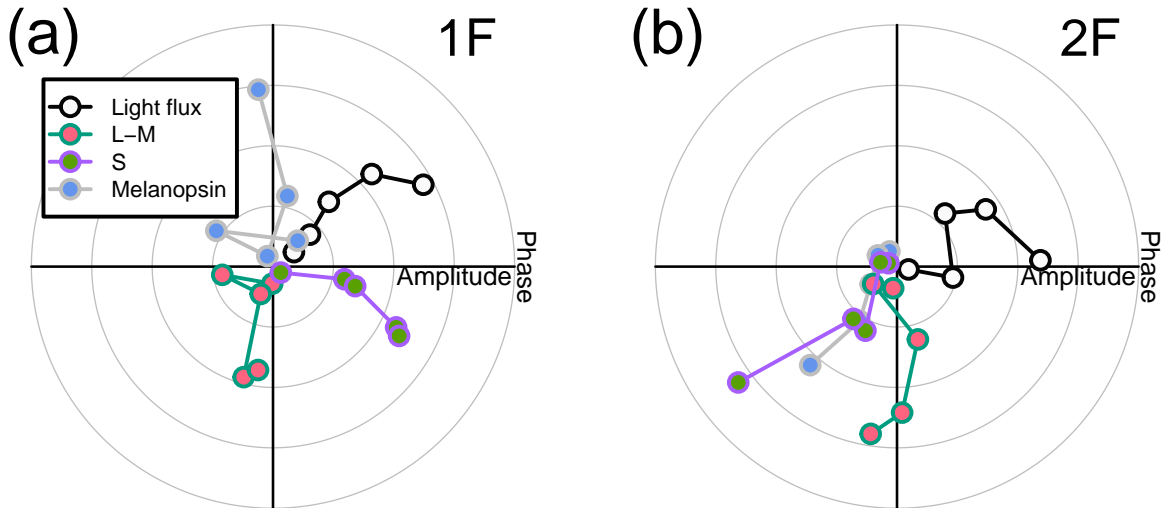 (a)
1F
Light flux
L−M
S
Melanopsin
Amplitude
Phase
(b)
2F
Amplitude
Phase